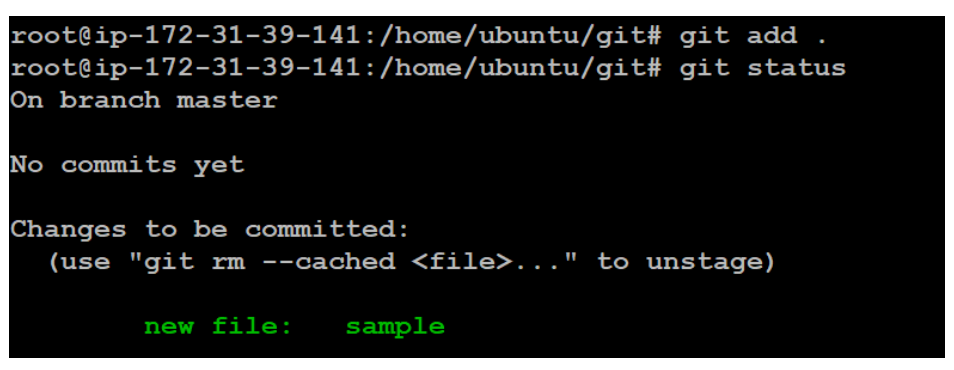 root@ip-172-31-39-141:/home/ubuntu/git# git add .
root@ip-172-31-39-141:/home/ubuntu/git# git status
On branch master
No commits yet
Changes to be committed:
  (use "git rm --cached <file>..." to unstage)
        new file:   sample